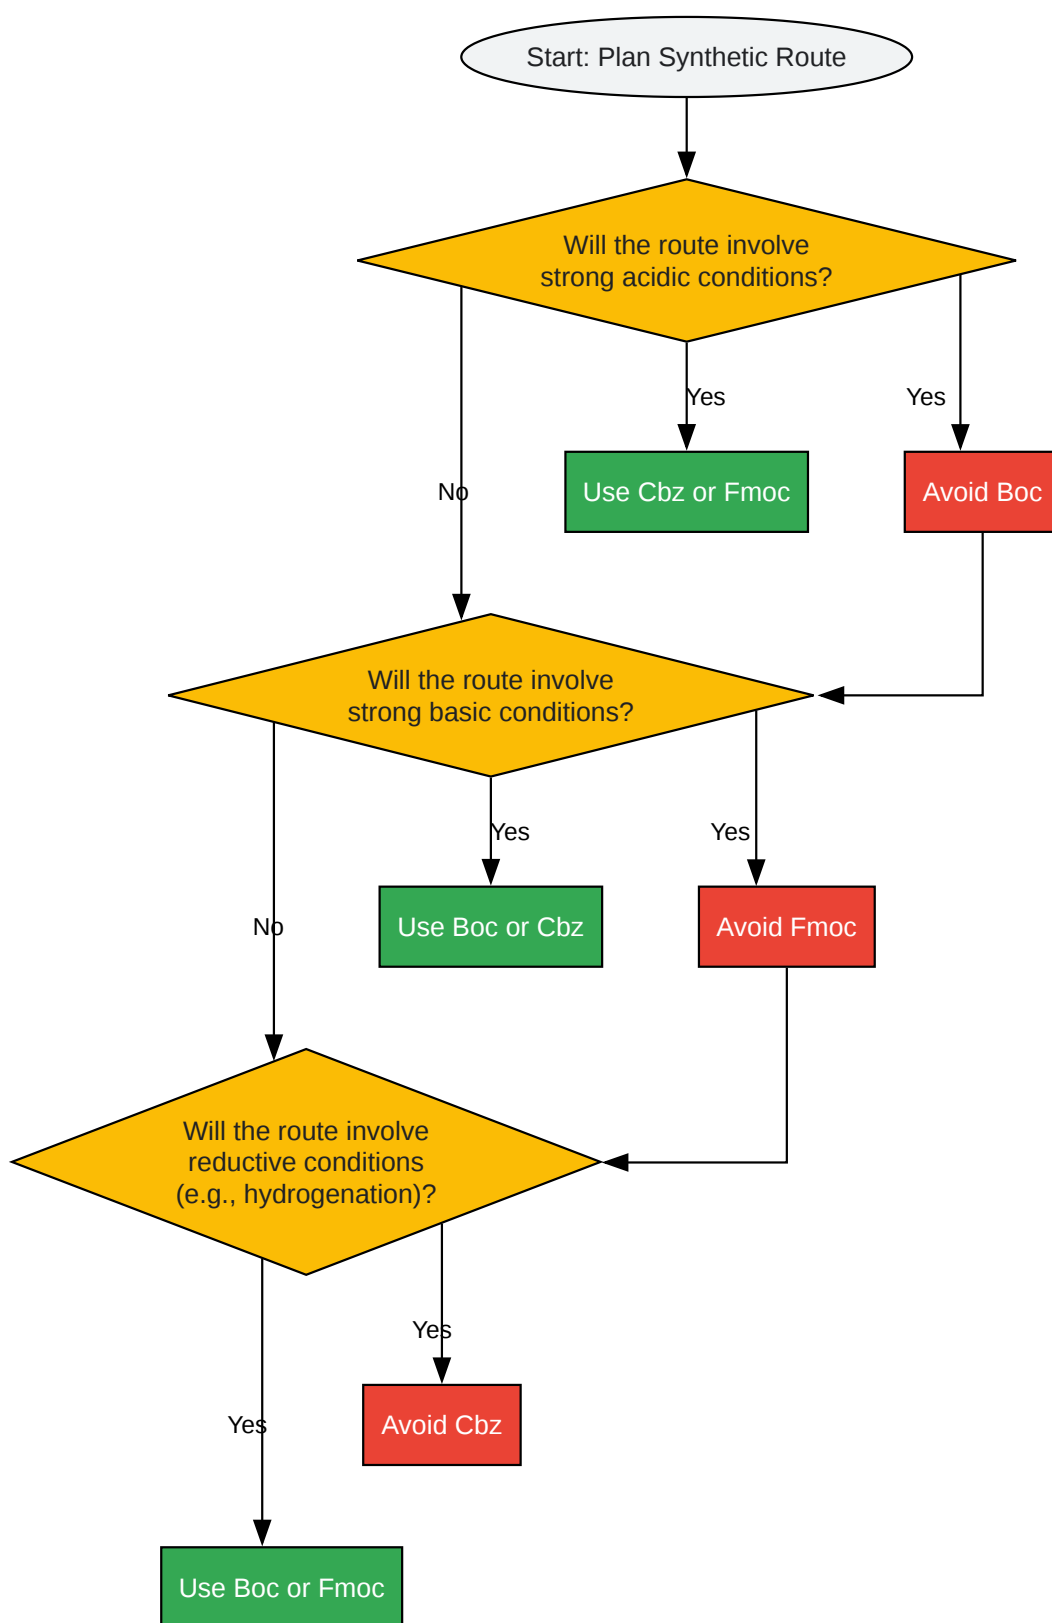 Start: Plan Synthetic Route
Will the route involve
strong acidic conditions?
Yes
Yes
Use Cbz or Fmoc
Avoid Boc
No
Will the route involve
strong basic conditions?
Yes
Yes
Use Boc or Cbz
Avoid Fmoc
No
Will the route involve
reductive conditions
(e.g., hydrogenation)?
Yes
Avoid Cbz
Yes
Use Boc or Fmoc